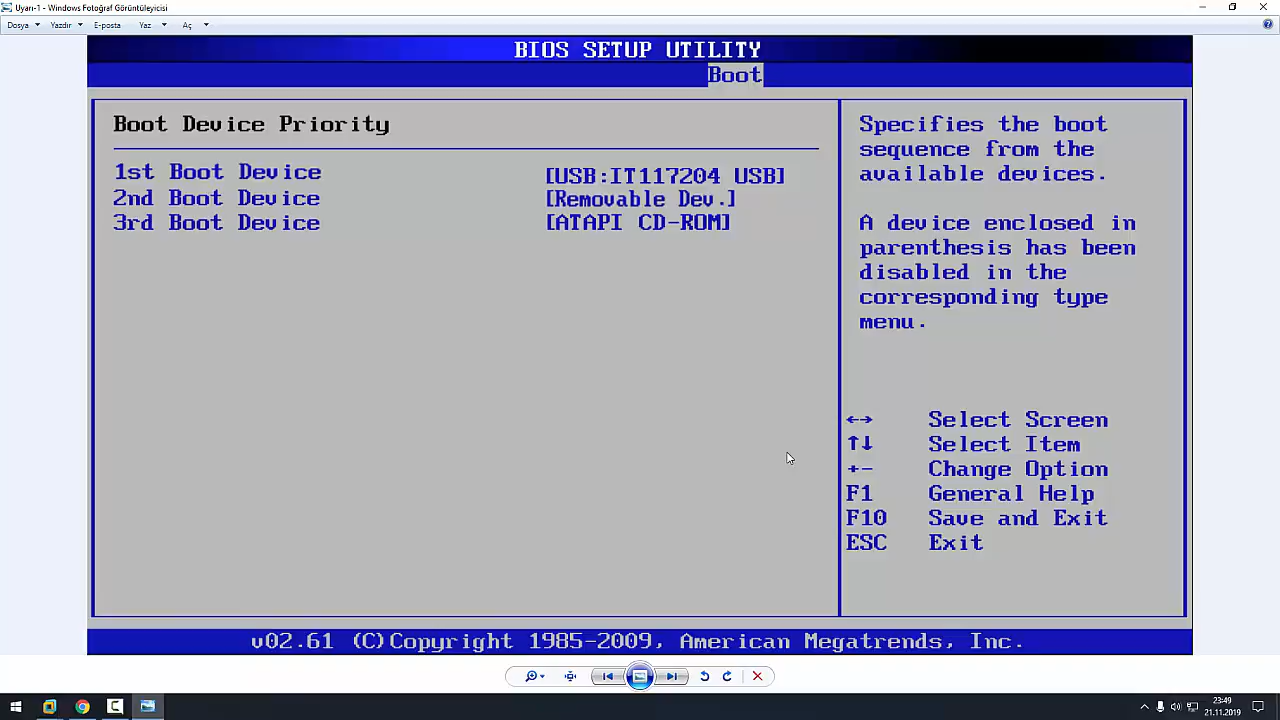 Uyarı-1 - Windows Fotoğraf Görüntüleyicisi
Dosya Yazdır E-posta Yaz Aç
BIOS SETUP UTILITY
Boot
Boot Device Priority
1st Boot Device [USB:IT117204 USB]
2nd Boot Device [Removable Dev.]
3rd Boot Device [ATAPI CD-ROM]
Specifies the boot
sequence from the
available devices.
A device enclosed in
parenthesis has been
disabled in the
corresponding type
menu.
←→ Select Screen
↑↓ Select Item
+- Change Option
F1 General Help
F10 Save and Exit
ESC Exit
v02.61 (C)Copyright 1985-2009, American Megatrends, Inc.
23:49
21.11.2019